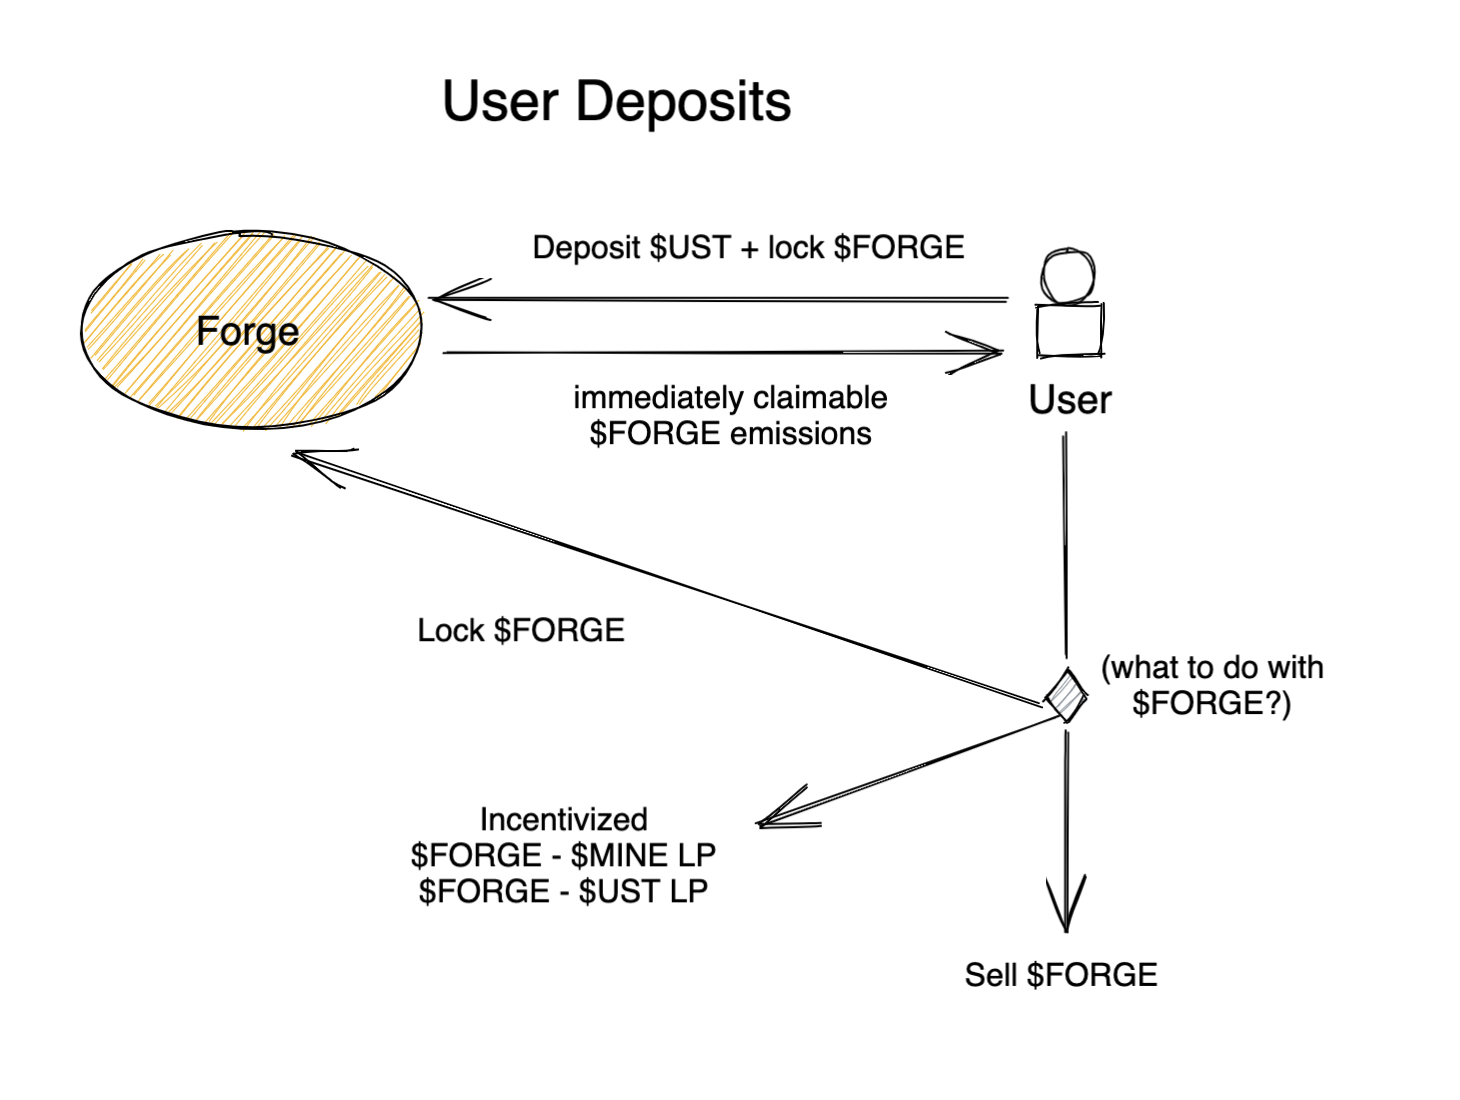 User Deposits
Deposit $UST + lock $FORGE
Forge
immediately claimable
$FORGE emissions
User
Lock $FORGE
(what to do with
$FORGE?)
Incentivized
$FORGE - $MINE LP
$FORGE - $UST LP
Sell $FORGE